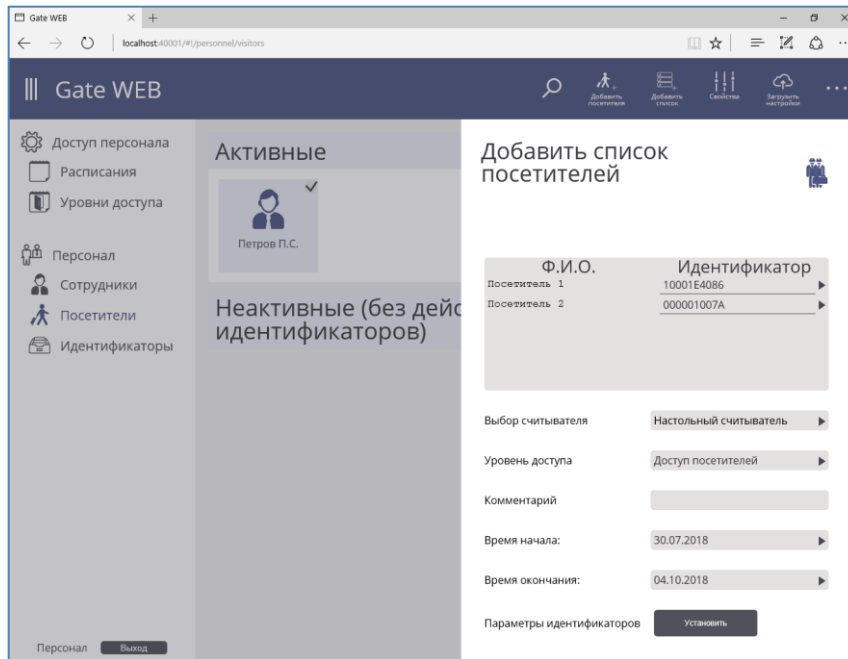 Gate WEB
localhost:40001/#!/personnel/visitors
Gate WEB
Добавить посетителя
Добавить список
Свойства
Загрузить настройки
Доступ персонала
Расписания
Уровни доступа
Персонал
Сотрудники
Посетители
Идентификаторы
Персонал
Выход
Активные
Петров П.С.
Неактивные (без дейс
идентификаторов)
Добавить список
посетителей
Ф.И.О. Идентификатор
Посетитель 1 10001E4086
Посетитель 2 000001007A
Выбор считывателя Настольный считыватель
Уровень доступа Доступ посетителей
Комментарий
Время начала: 30.07.2018
Время окончания: 04.10.2018
Параметры идентификаторов Установить